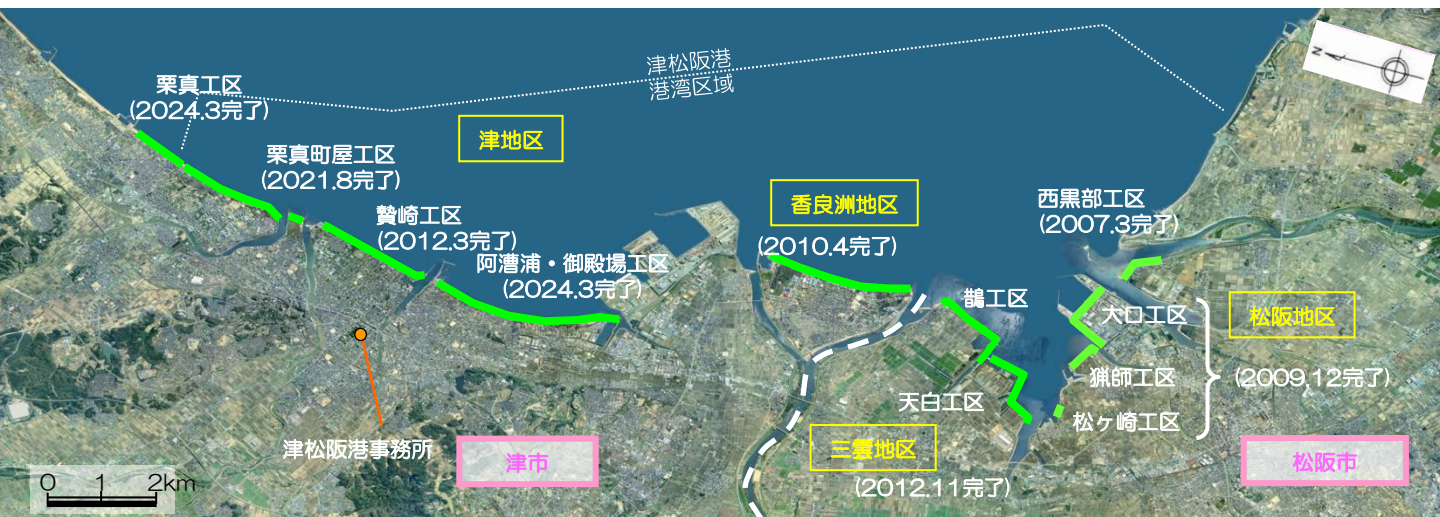 津松阪港
港湾区域
N
栗真工区
(2024.3完了)
栗真町屋工区
(2021.8完了)
津地区
贄崎工区
(2012.3完了)
阿漕浦・御殿場工区
(2024.3完了)
香良洲地区
(2010.4完了)
西黒部工区
(2007.3完了)
鵲工区
大口工区
松阪地区
猟師工区
(2009.12完了)
天白工区
松ヶ崎工区
三雲地区
(2012.11完了)
津松阪港事務所
津市
松阪市
0 1 2km